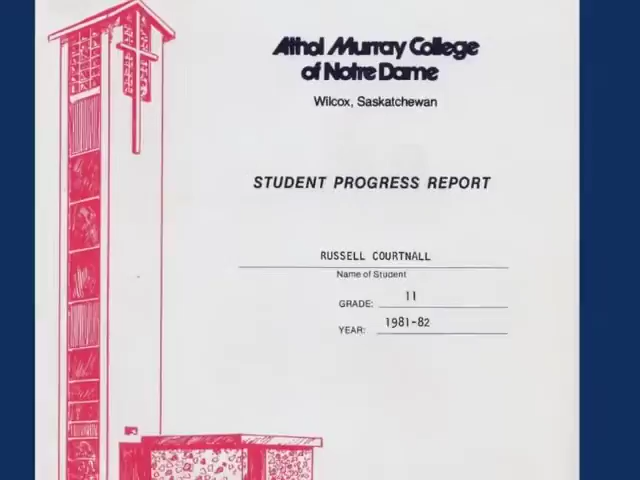 Athol Murray College
of Notre Dame
Wilcox, Saskatchewan
STUDENT PROGRESS REPORT
RUSSELL COURTNALL
Name of Student
GRADE: 11
YEAR: 1981-82